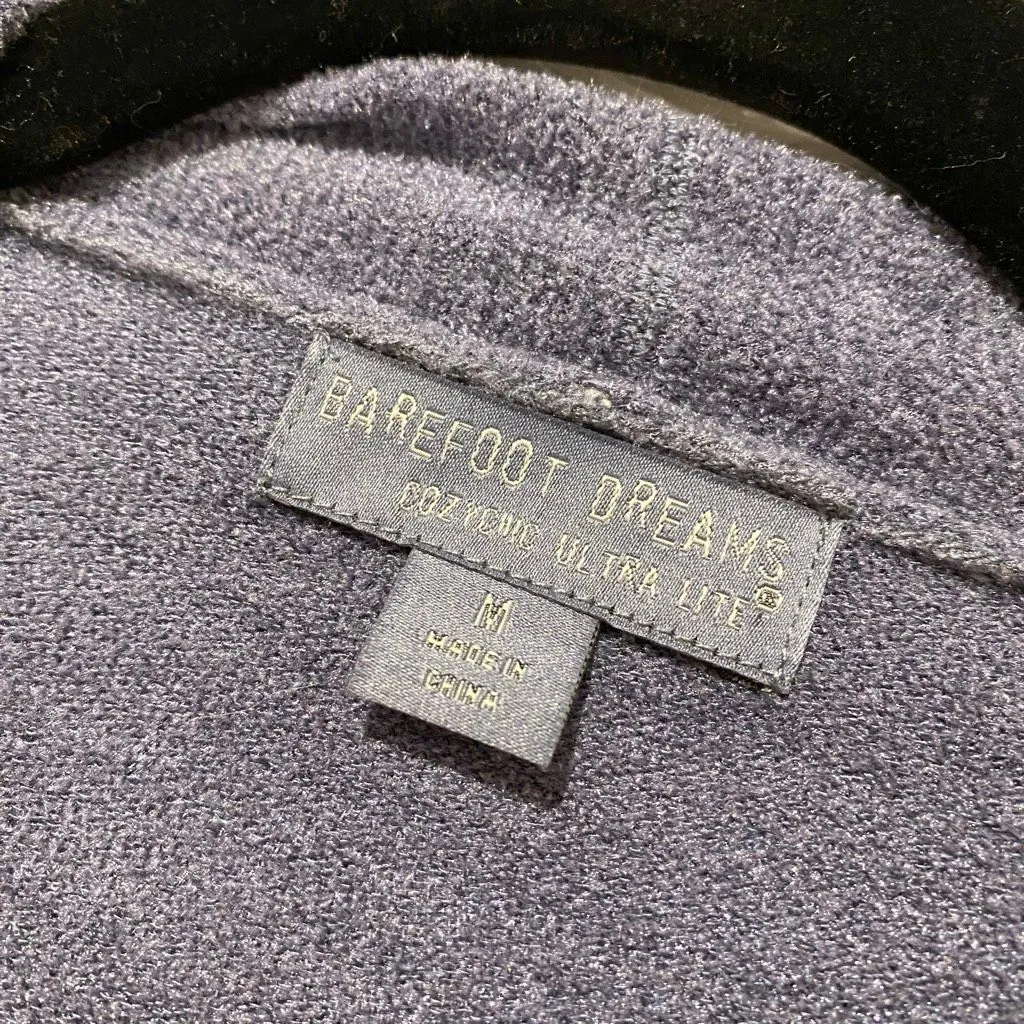 BAREFOOT DREAMS®
COZYCHIC ULTRA LITE®
M
MADE IN
CHINA